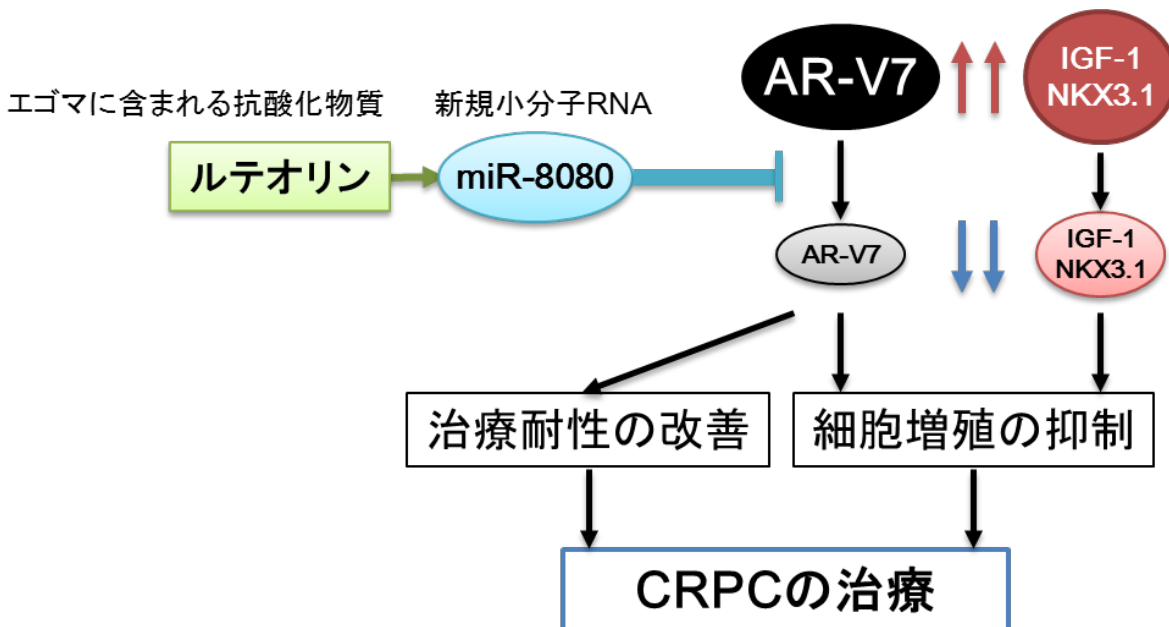 AR-V7
IGF-1
NKX3.1
エゴマに含まれる抗酸化物質
新規小分子RNA
ルテオリン
miR-8080
AR-V7
IGF-1
NKX3.1
治療耐性の改善
細胞増殖の抑制
CRPCの治療